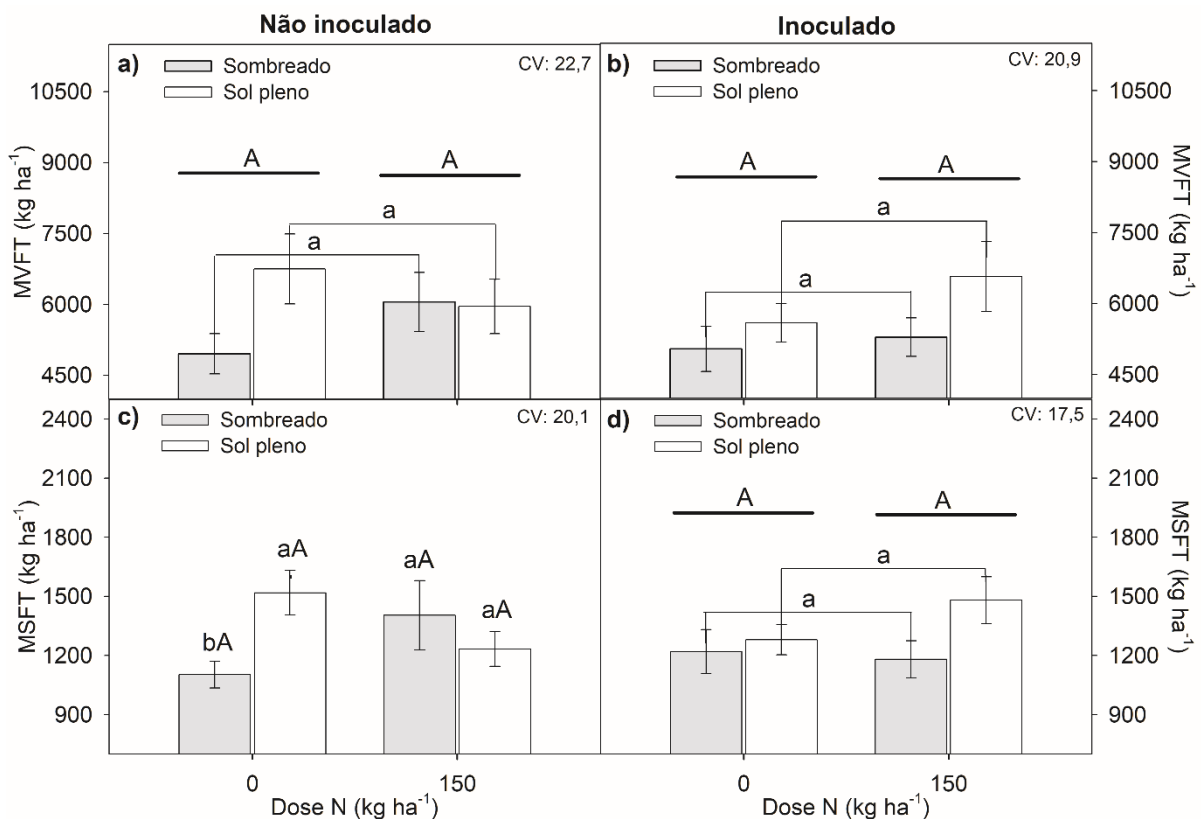 Não inoculado
Inoculado
a)
Sombreado
Sol pleno
CV: 22,7
10500
9000
7500
6000
4500
MVFT (kg ha⁻¹)
A
A
a
a
b)
Sombreado
Sol pleno
CV: 20,9
10500
9000
7500
6000
4500
MVFT (kg ha⁻¹)
A
A
a
a
c)
Sombreado
Sol pleno
CV: 20,1
2400
2100
1800
1500
1200
900
MSFT (kg ha⁻¹)
bA
aA
aA
aA
0
150
Dose N (kg ha⁻¹)
d)
Sombreado
Sol pleno
CV: 17,5
2400
2100
1800
1500
1200
900
MSFT (kg ha⁻¹)
A
A
a
a
0
150
Dose N (kg ha⁻¹)